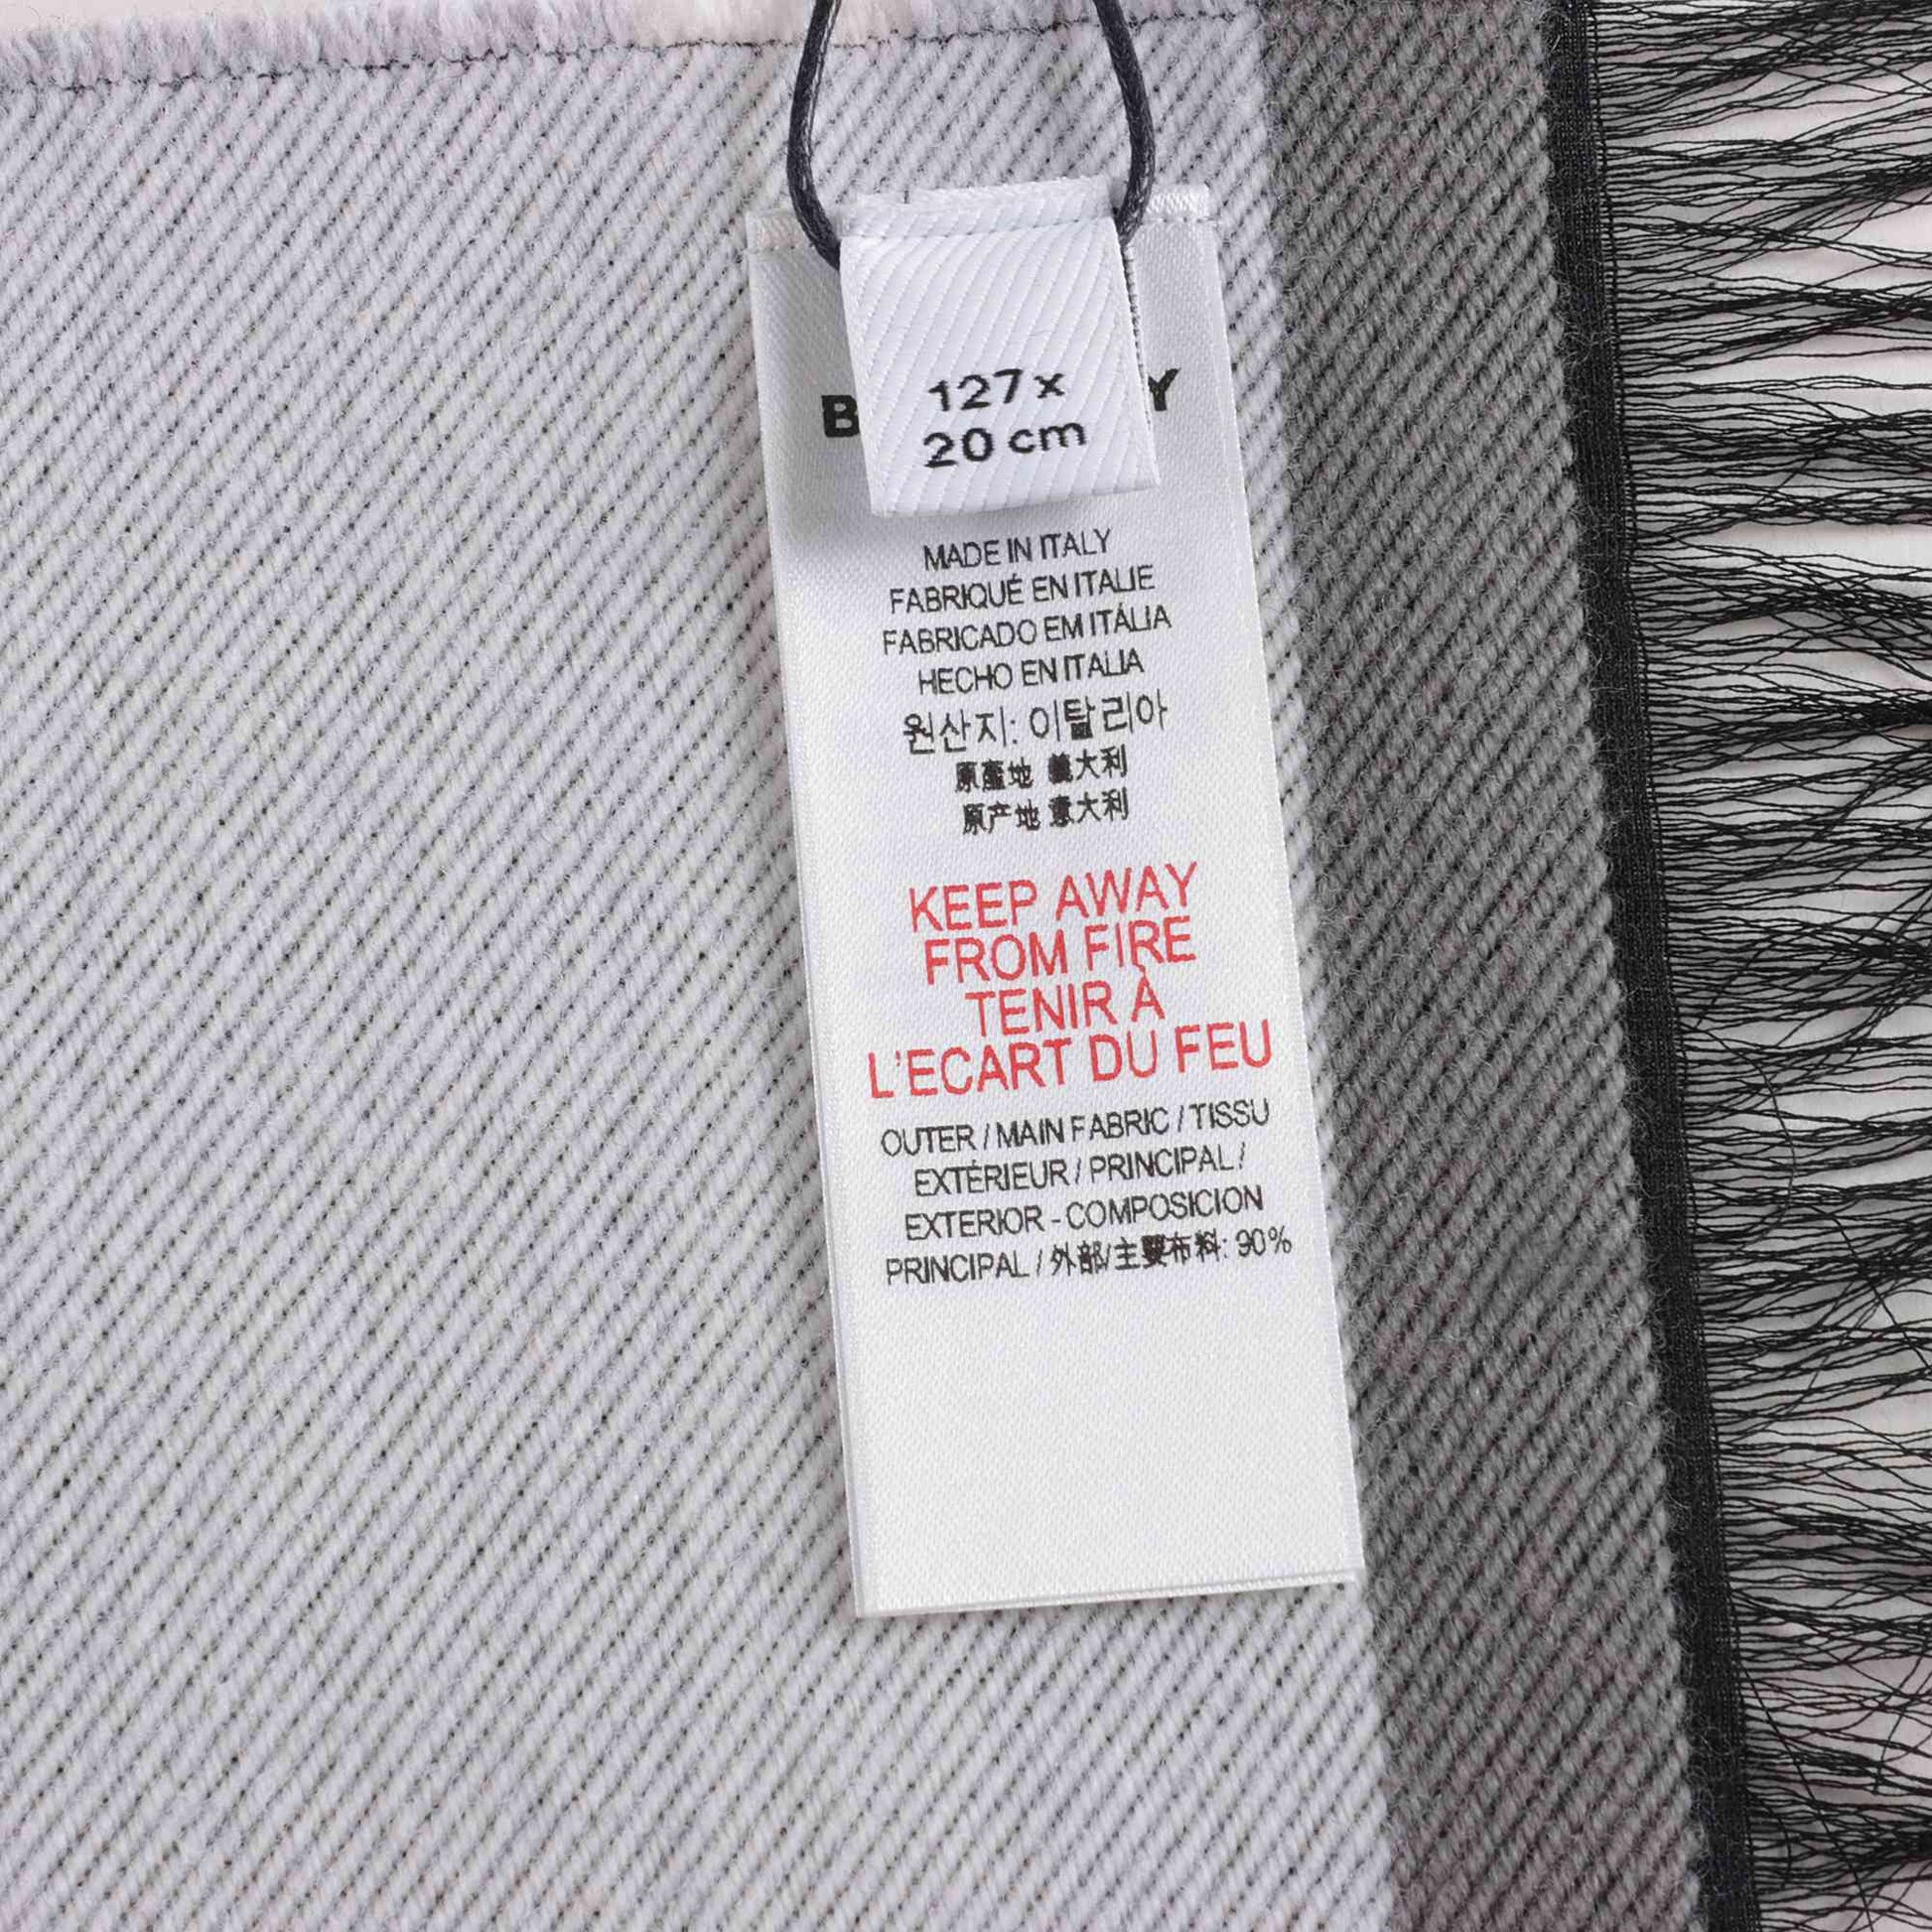 127 x
20 cm
MADE IN ITALY
FABRIQUÉ EN ITALIE
FABRICADO EM ITÁLIA
HECHO EN ITALIA
원산지: 이탈리아
原產地 義大利
原产地 意大利
KEEP AWAY
FROM FIRE
TENIR À
L'ECART DU FEU
OUTER / MAIN FABRIC / TISSU
EXTÉRIEUR / PRINCIPAL /
EXTERIOR - COMPOSICION
PRINCIPAL / 外部/主要布料: 90%